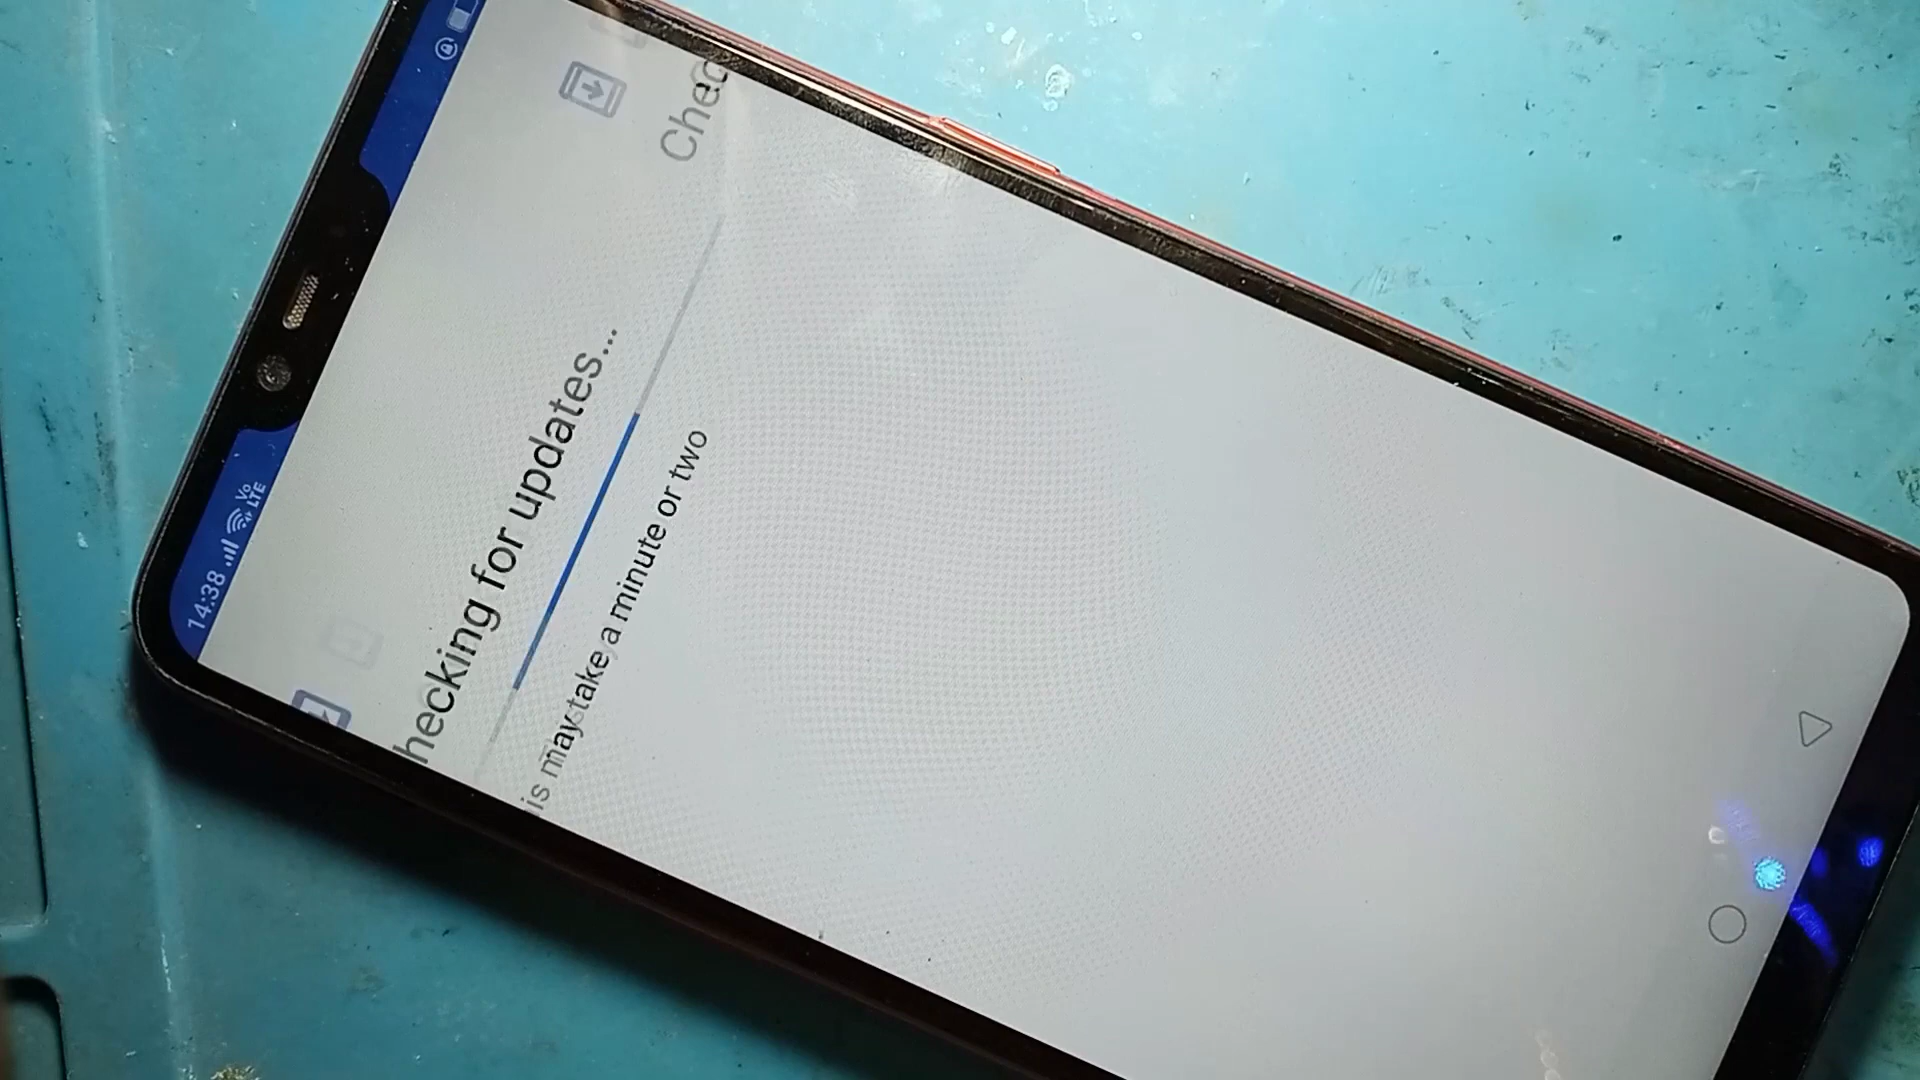 14:38 Vo LTE
Chec
hecking for updates...
is may take a minute or two